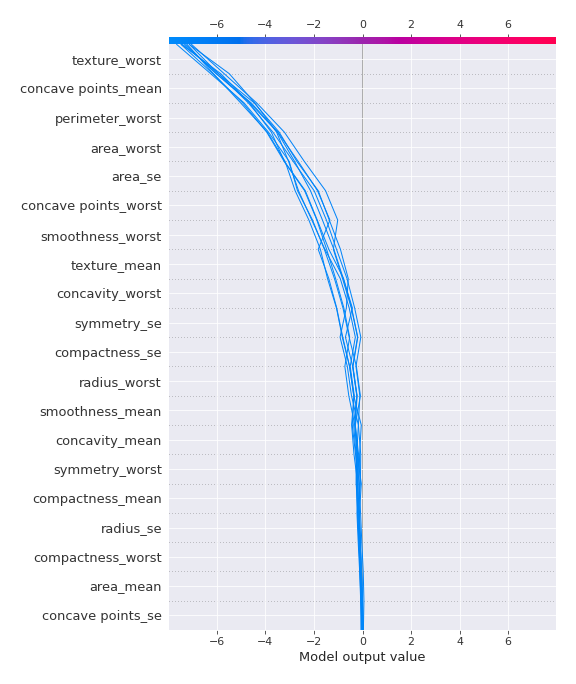 −6 −4 −2 0 2 4 6
texture_worst
concave points_mean
perimeter_worst
area_worst
area_se
concave points_worst
smoothness_worst
texture_mean
concavity_worst
symmetry_se
compactness_se
radius_worst
smoothness_mean
concavity_mean
symmetry_worst
compactness_mean
radius_se
compactness_worst
area_mean
concave points_se
−6 −4 −2 0 2 4 6
Model output value